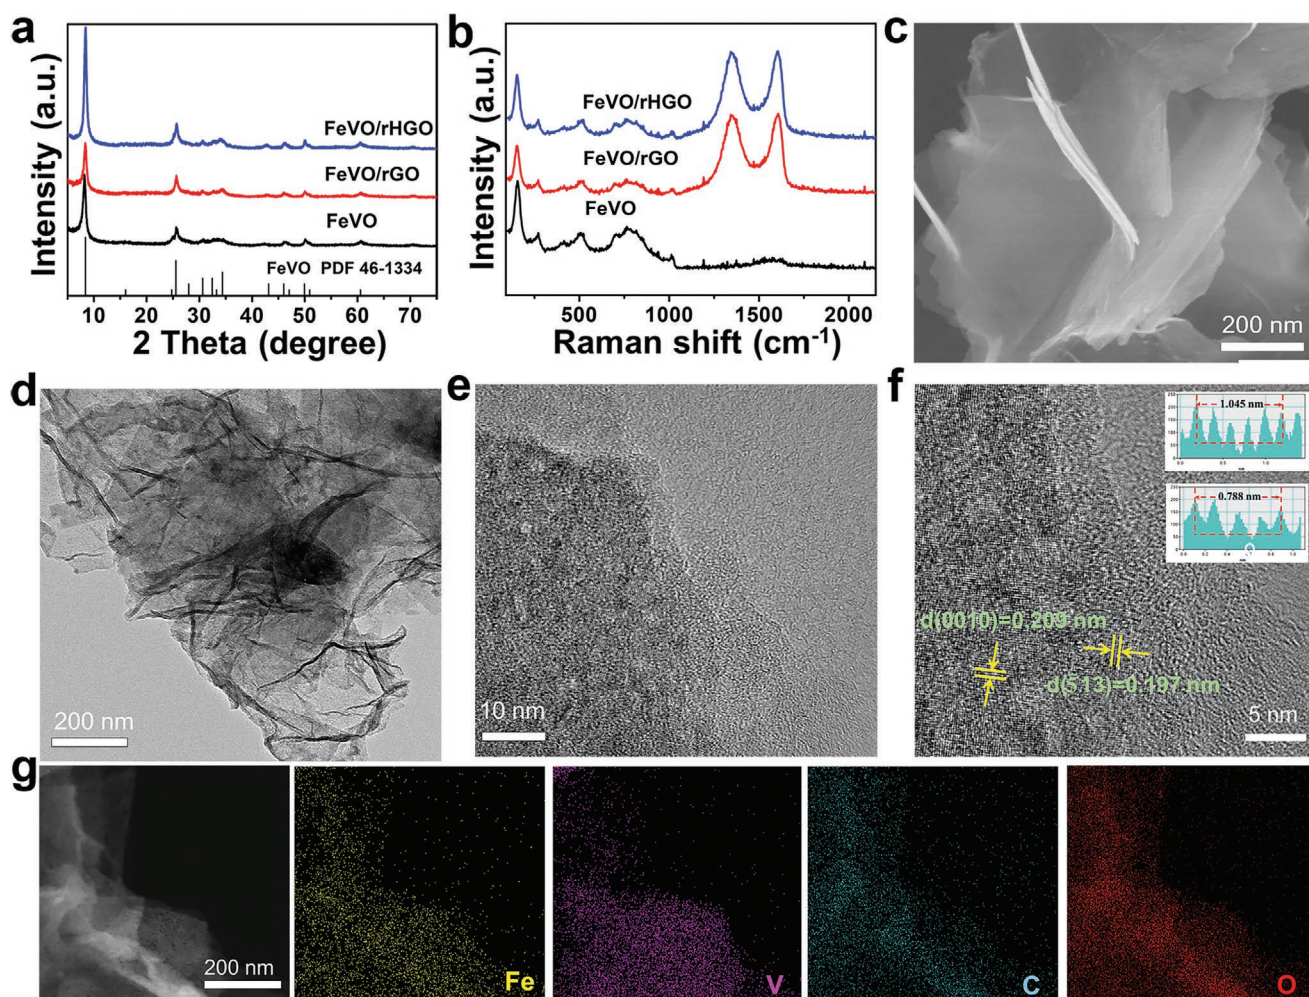 a
Intensity (a.u.)
FeVO/rHGO
FeVO/rGO
FeVO
FeVO PDF 46-1334
10 20 30 40 50 60 70
2 Theta (degree)
b
Intensity (a.u.)
FeVO/rHGO
FeVO/rGO
FeVO
500 1000 1500 2000
Raman shift (cm-1)
c
200 nm
d
200 nm
e
10 nm
f
1.045 nm
0.788 nm
d(0010)=0.209 nm
d(513)=0.197 nm
5 nm
g
200 nm
Fe
V
C
O